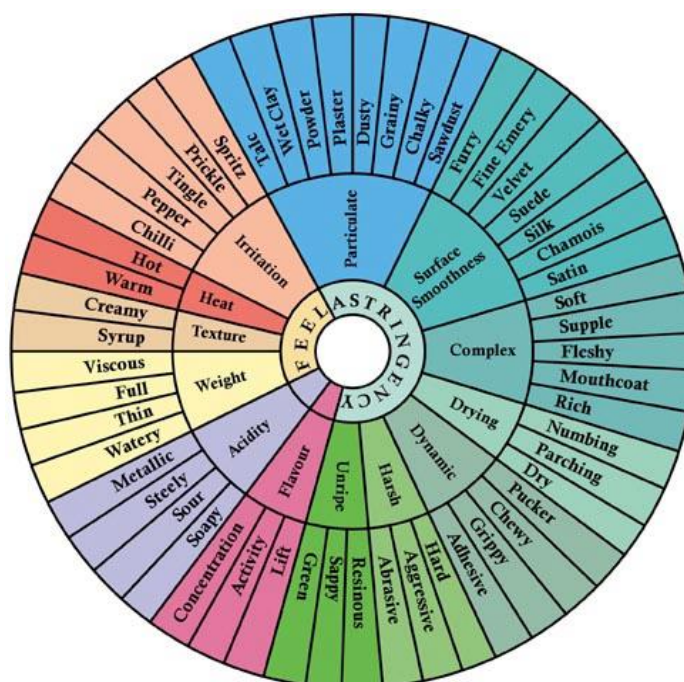 FEEL
ASTRINGENCY
Particulate
Talc
WetClay
Powder
Plaster
Dusty
Grainy
Chalky
Sawdust
Surface
Smoothness
Furry
Fine Emery
Velvet
Suede
Silk
Chamois
Satin
Complex
Soft
Supple
Fleshy
Mouthcoat
Rich
Drying
Numbing
Parching
Dry
Dynamic
Pucker
Chewy
Grippy
Adhesive
Harsh
Hard
Aggressive
Abrasive
Unripe
Resinous
Sappy
Green
Flavour
Lift
Activity
Concentration
Acidity
Soapy
Sour
Steely
Metallic
Weight
Watery
Thin
Full
Viscous
Texture
Syrup
Creamy
Heat
Warm
Hot
Irritation
Chilli
Pepper
Tingle
Prickle
Spritz